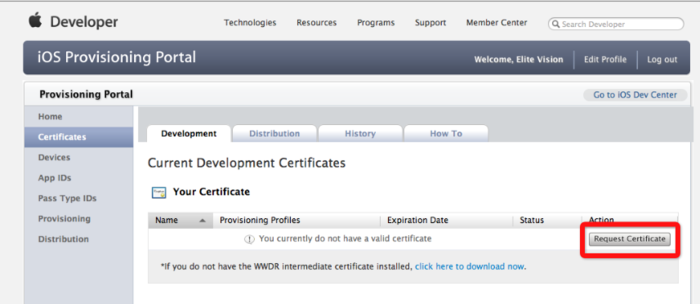 Developer
Technologies Resources Programs Support Member Center Search Developer
iOS Provisioning Portal
Welcome, Elite Vision Edit Profile Log out
Provisioning Portal
Go to iOS Dev Center
Home
Certificates
Devices
App IDs
Pass Type IDs
Provisioning
Distribution
Development Distribution History How To
Current Development Certificates
Your Certificate
Name Provisioning Profiles Expiration Date Status Action
You currently do not have a valid certificate
Request Certificate
*If you do not have the WWDR intermediate certificate installed, click here to download now.